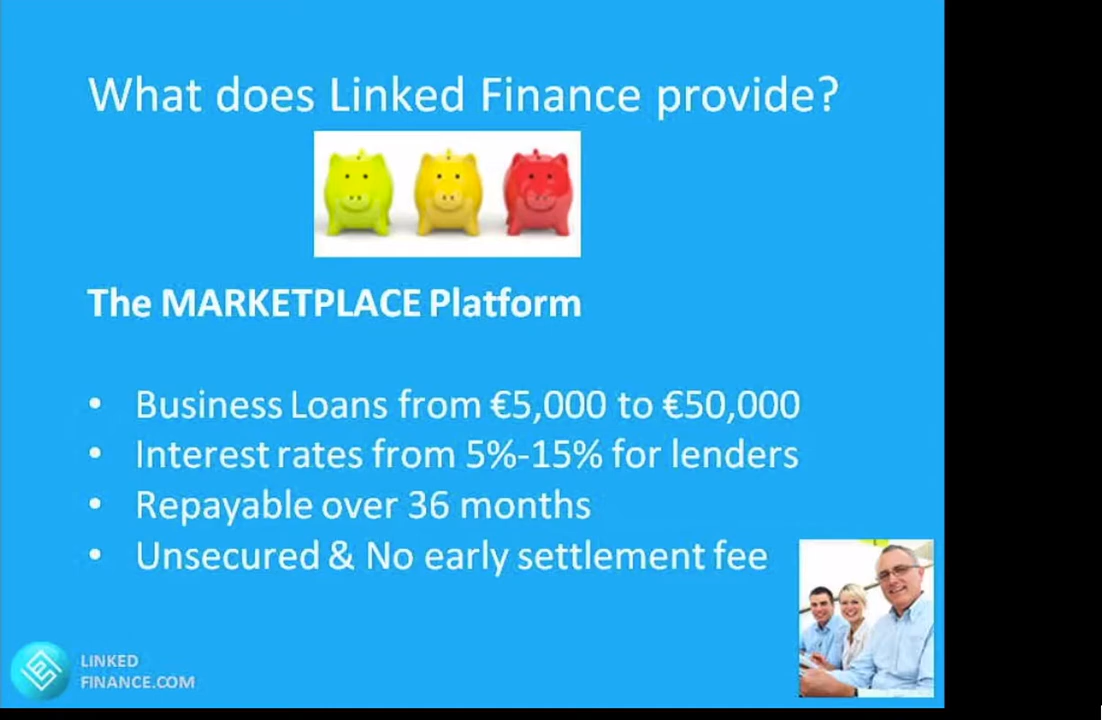 What does Linked Finance provide?
The MARKETPLACE Platform
• Business Loans from €5,000 to €50,000
• Interest rates from 5%-15% for lenders
• Repayable over 36 months
• Unsecured & No early settlement fee
LINKED
FINANCE.COM